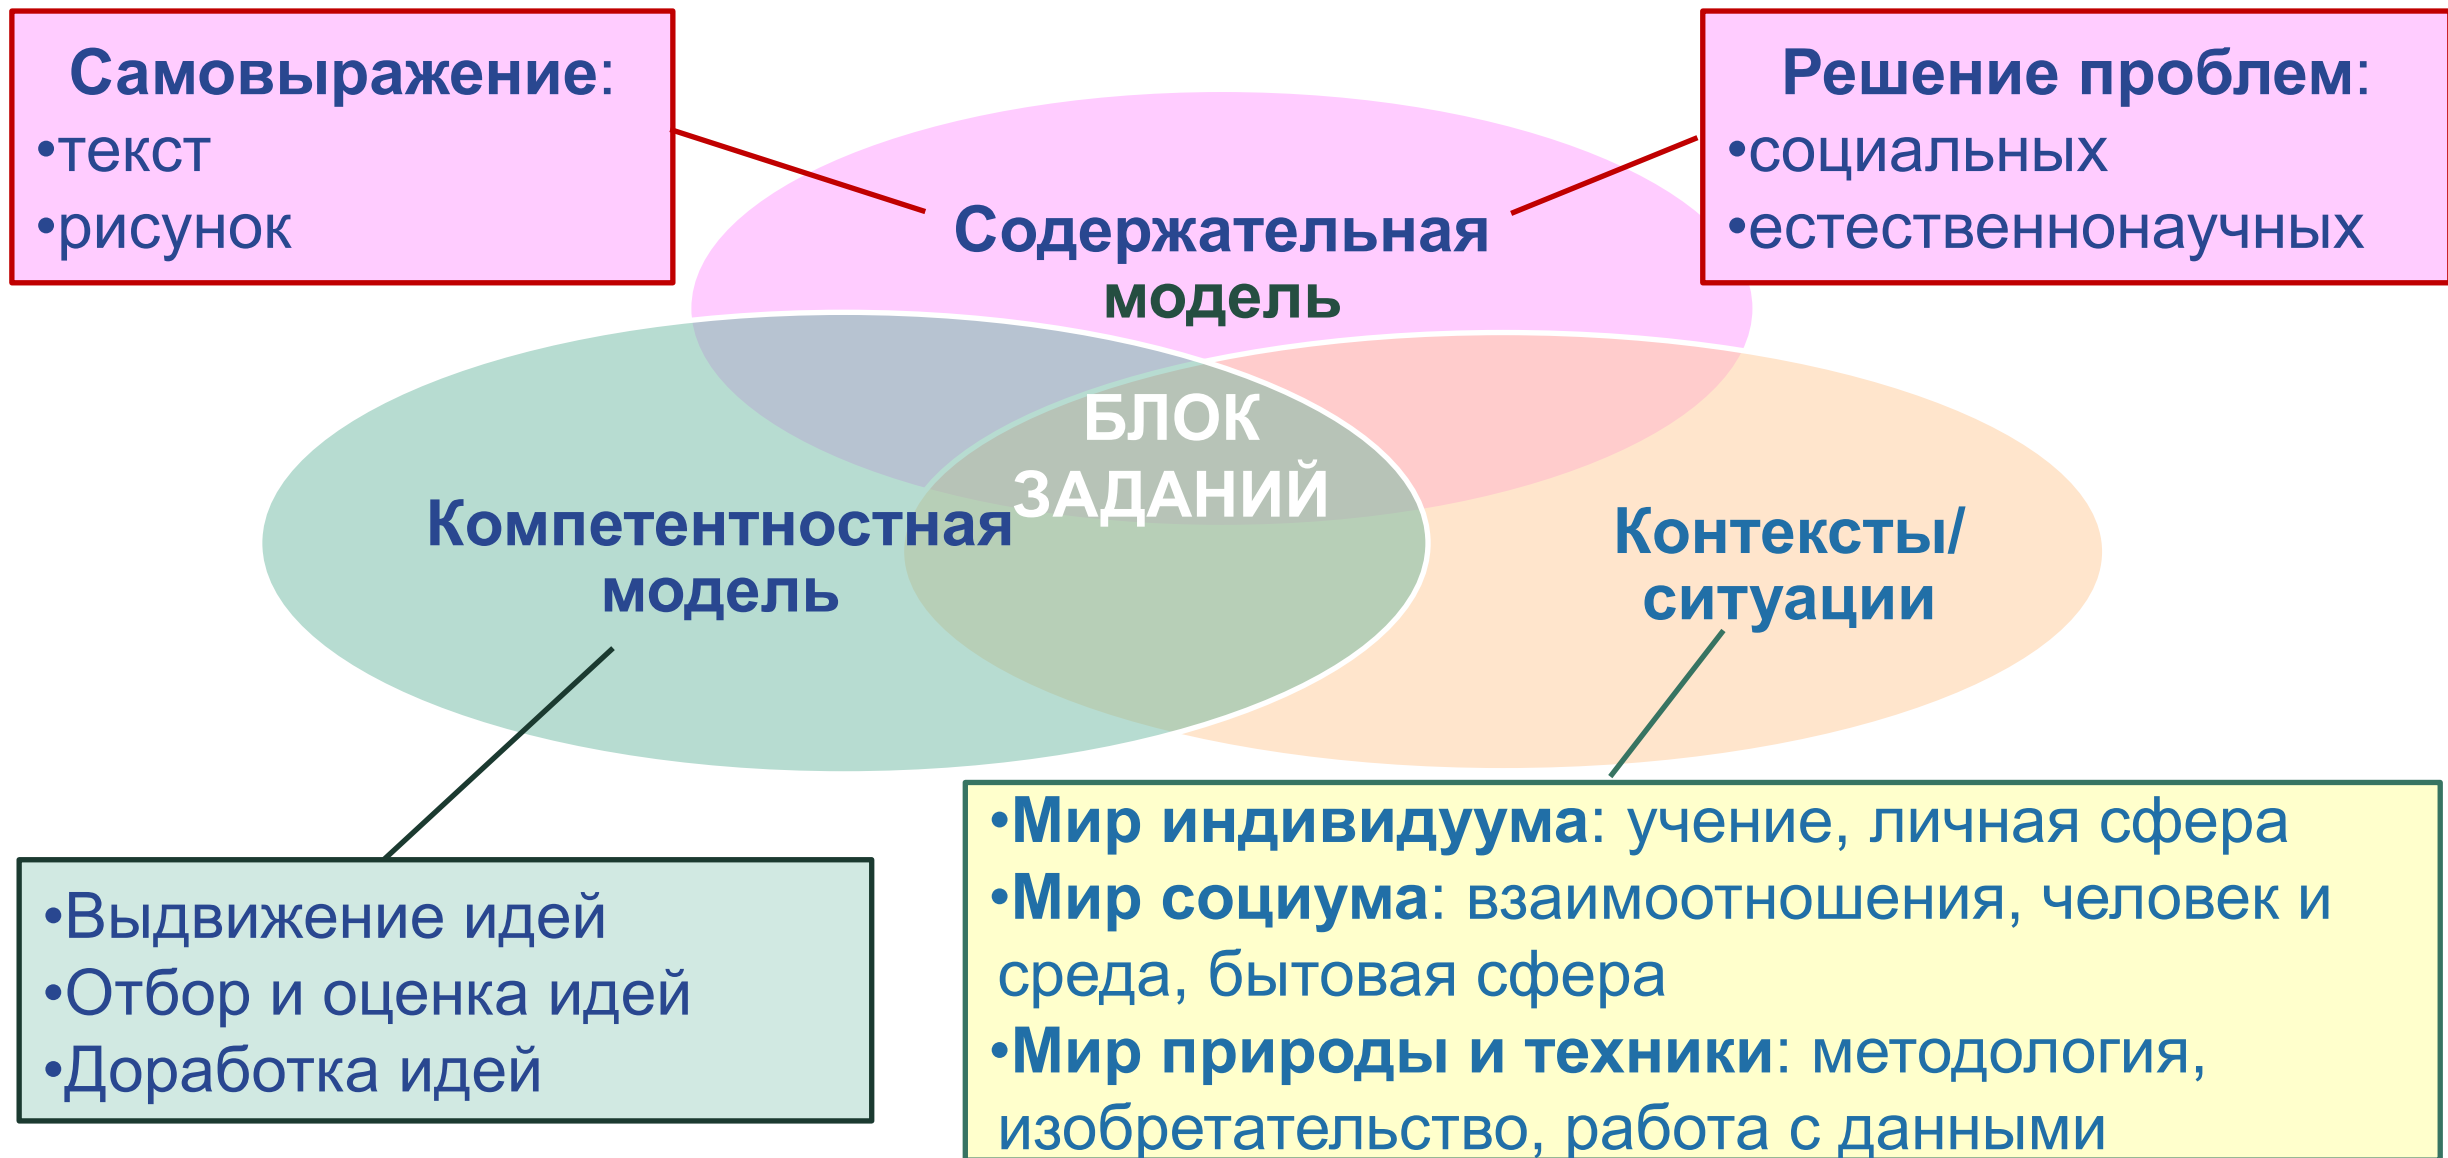 Самовыражение:
•текст
•рисунок
Решение проблем:
•социальных
•естественнонаучных
Содержательная
модель
БЛОК
ЗАДАНИЙ
Компетентностная
модель
Контексты/
ситуации
•Выдвижение идей
•Отбор и оценка идей
•Доработка идей
•Мир индивидуума: учение, личная сфера
•Мир социума: взаимоотношения, человек и
среда, бытовая сфера
•Мир природы и техники: методология,
изобретательство, работа с данными